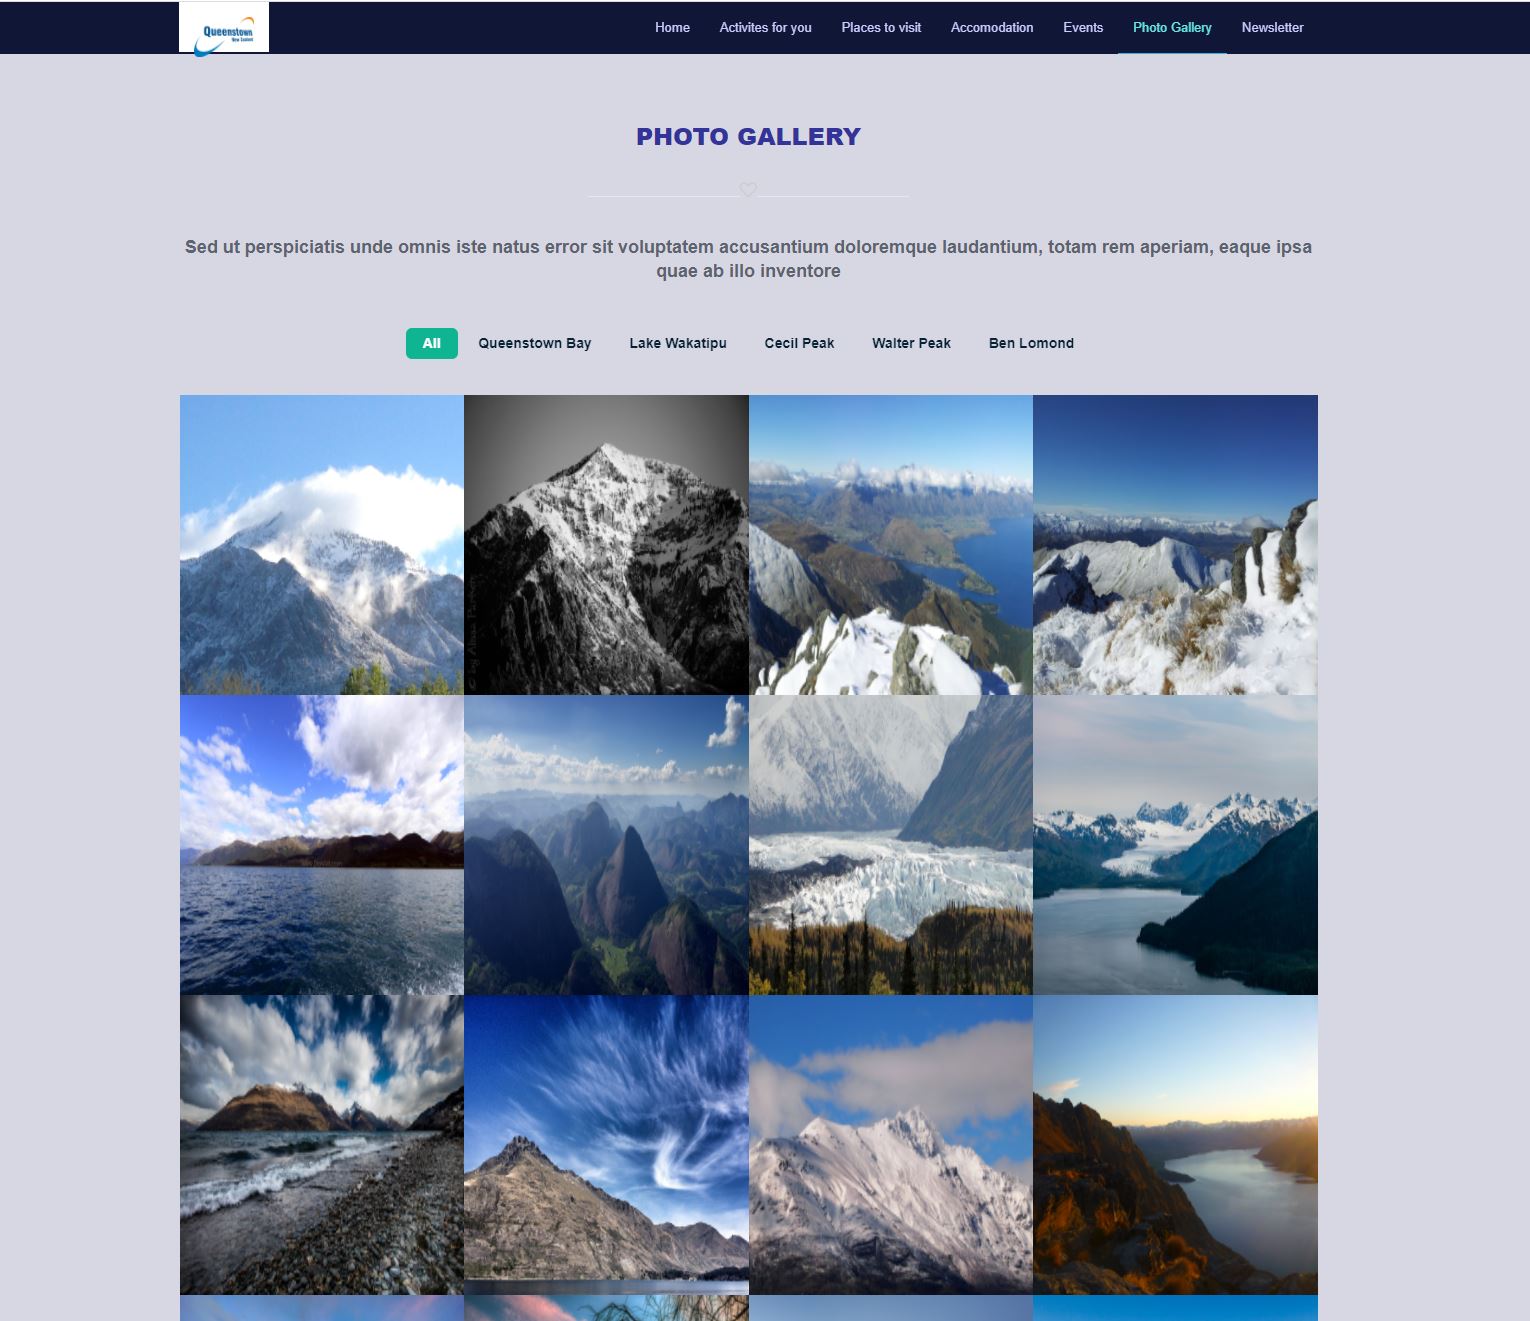 Queenstown
New Zealand
Home
Activites for you
Places to visit
Accomodation
Events
Photo Gallery
Newsletter
PHOTO GALLERY
Sed ut perspiciatis unde omnis iste natus error sit voluptatem accusantium doloremque laudantium, totam rem aperiam, eaque ipsa
quae ab illo inventore
All
Queenstown Bay
Lake Wakatipu
Cecil Peak
Walter Peak
Ben Lomond